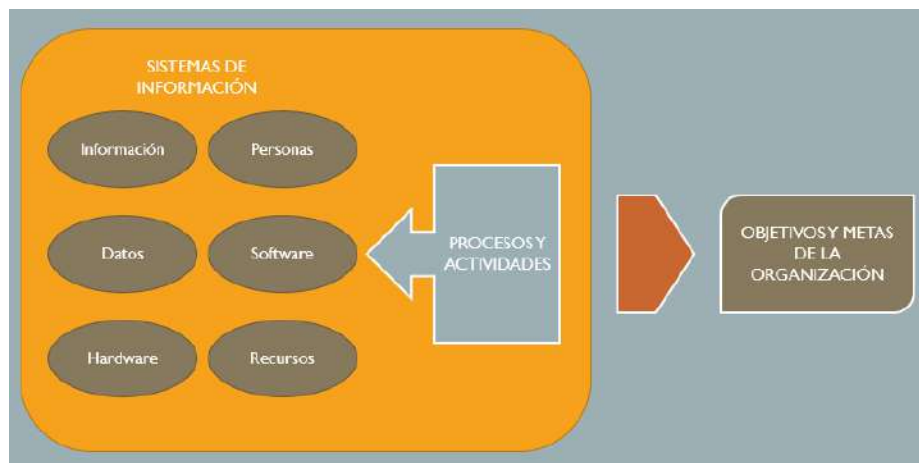 SISTEMAS DE
INFORMACIÓN
Información
Personas
Datos
Software
Hardware
Recursos
PROCESOS Y
ACTIVIDADES
OBJETIVOS Y METAS
DE LA
ORGANIZACIÓN